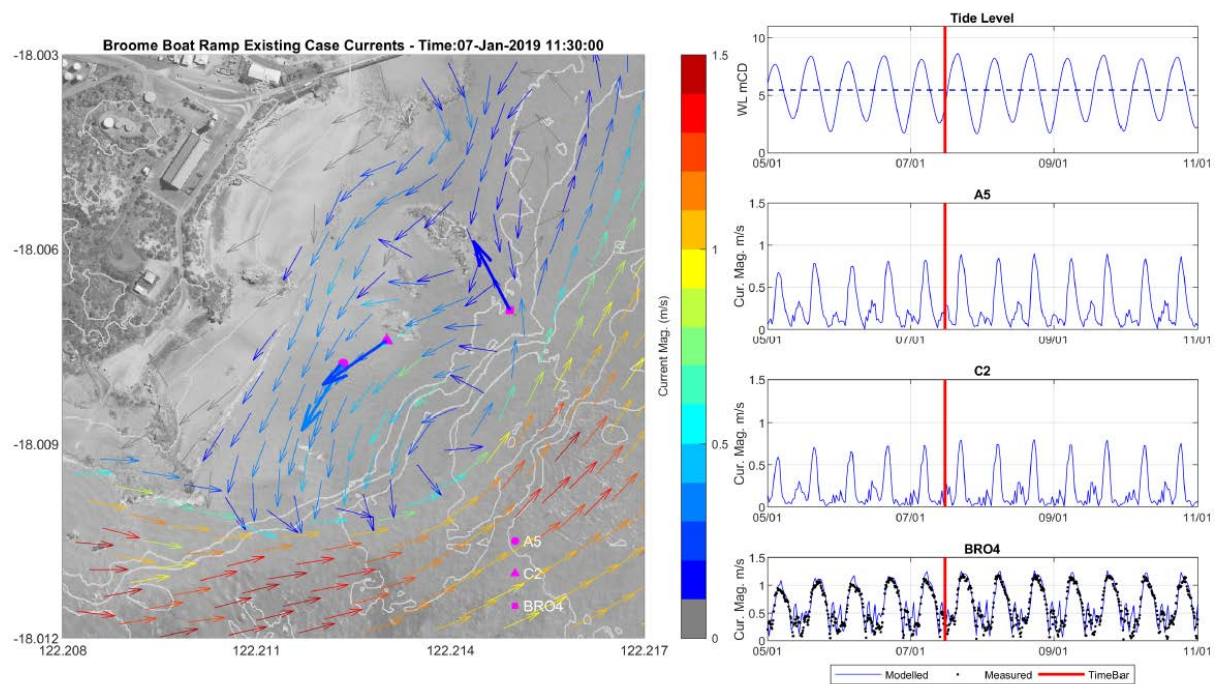 Broome Boat Ramp Existing Case Currents - Time:07-Jan-2019 11:30:00
-18.003
-18.006
-18.009
-18.012
122.208
122.211
122.214
122.217
A5
C2
BRO4
1.5
1
0.5
0
Current Mag. (m/s)
Tide Level
WL mCD
10
5
0
05/01
07/01
09/01
11/01
A5
Cur. Mag. m/s
1.5
1
0.5
0
05/01
07/01
09/01
11/01
C2
Cur. Mag. m/s
1.5
1
0.5
0
05/01
07/01
09/01
11/01
BRO4
Cur. Mag. m/s
1.5
1
0.5
0
05/01
07/01
09/01
11/01
Modelled
Measured
TimeBar